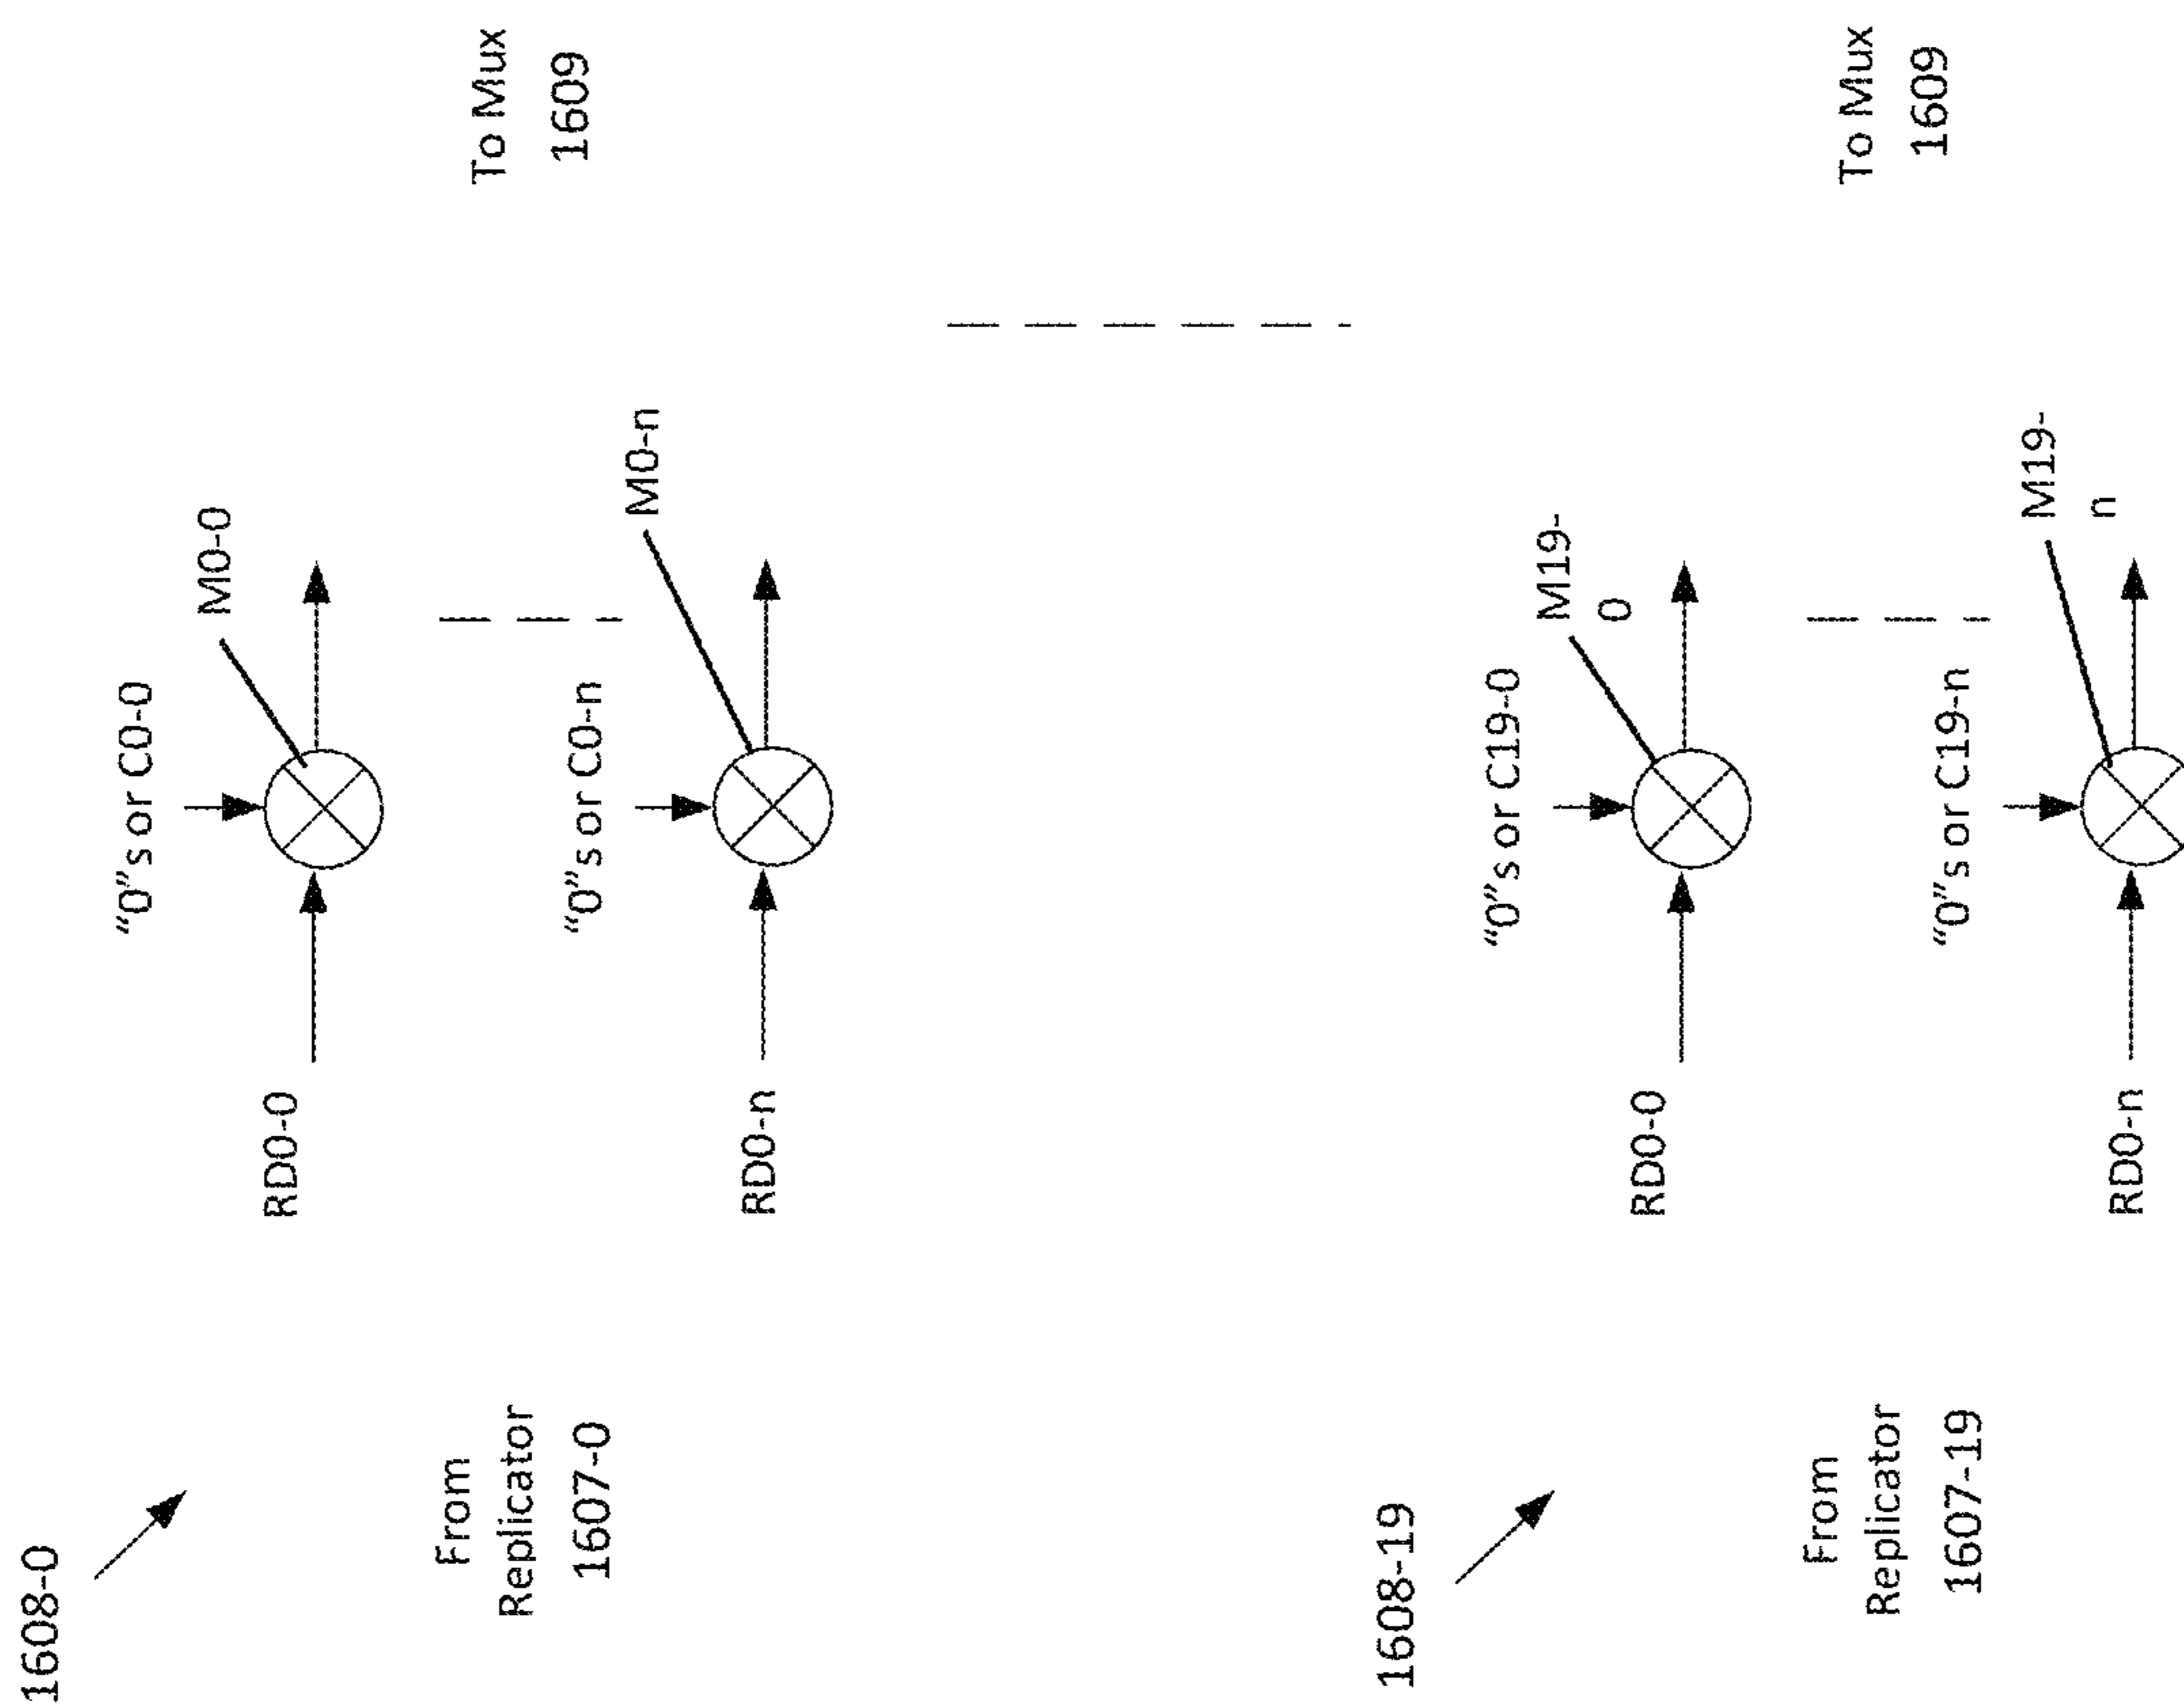 1608-0
"0"s or C0-0
M0-0
RD0-0
From
Replicator
1607-0
"0"s or C0-n
M0-n
RD0-n
To Mux
1609
1608-19
"0"s or C19-0
M19-
0
RD0-0
From
Replicator
1607-19
"0"s or C19-n
M19-
n
RD0-n
To Mux
1609